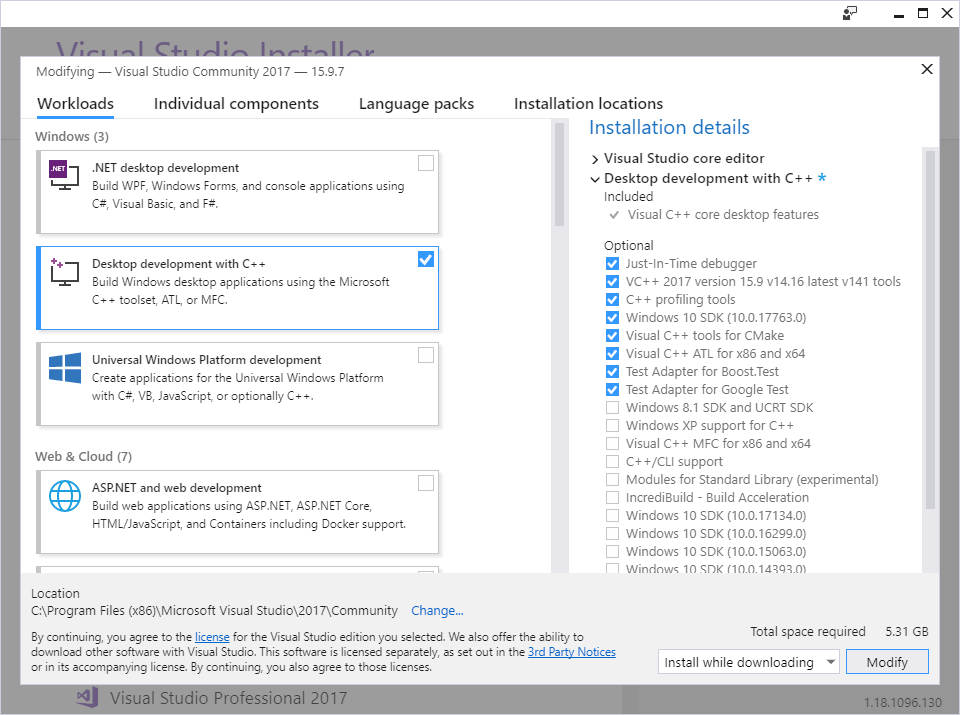 Visual Studio Installer
Modifying — Visual Studio Community 2017 — 15.9.7
Workloads
Individual components
Language packs
Installation locations
Windows (3)
.NET
.NET desktop development
Build WPF, Windows Forms, and console applications using
C#, Visual Basic, and F#.
Desktop development with C++
Build Windows desktop applications using the Microsoft
C++ toolset, ATL, or MFC.
Universal Windows Platform development
Create applications for the Universal Windows Platform
with C#, VB, JavaScript, or optionally C++.
Web & Cloud (7)
ASP.NET and web development
Build web applications using ASP.NET, ASP.NET Core,
HTML/JavaScript, and Containers including Docker support.
Installation details
Visual Studio core editor
Desktop development with C++ *
Included
Visual C++ core desktop features
Optional
Just-In-Time debugger
VC++ 2017 version 15.9 v14.16 latest v141 tools
C++ profiling tools
Windows 10 SDK (10.0.17763.0)
Visual C++ tools for CMake
Visual C++ ATL for x86 and x64
Test Adapter for Boost.Test
Test Adapter for Google Test
Windows 8.1 SDK and UCRT SDK
Windows XP support for C++
Visual C++ MFC for x86 and x64
C++/CLI support
Modules for Standard Library (experimental)
IncrediBuild - Build Acceleration
Windows 10 SDK (10.0.17134.0)
Windows 10 SDK (10.0.16299.0)
Windows 10 SDK (10.0.15063.0)
Windows 10 SDK (10.0.14393.0)
Location
C:\Program Files (x86)\Microsoft Visual Studio\2017\Community Change...
By continuing, you agree to the license for the Visual Studio edition you selected. We also offer the ability to
download other software with Visual Studio. This software is licensed separately, as set out in the 3rd Party Notices
or in its accompanying license. By continuing, you also agree to those licenses.
Total space required 5.31 GB
Install while downloading
Modify
Visual Studio Professional 2017
1.18.1096.130